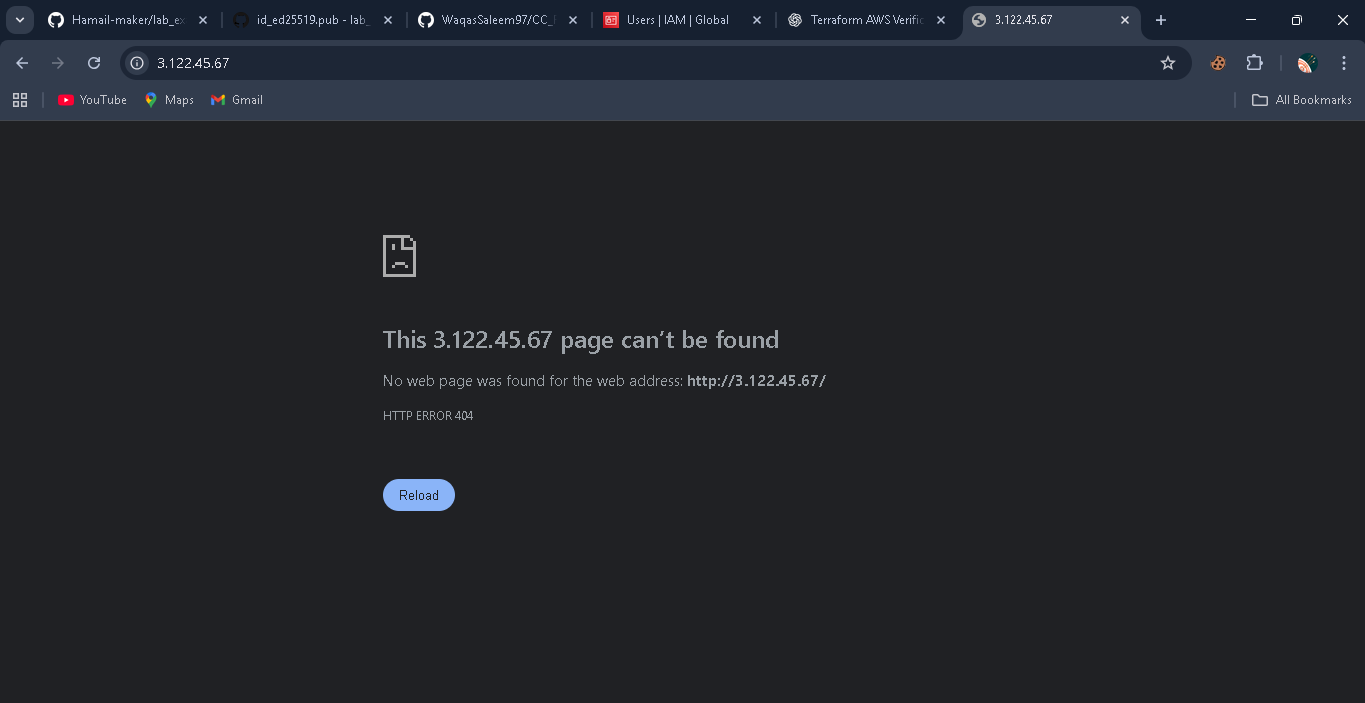 Hamail-maker/lab_ex
id_ed25519.pub - lab_
WaqasSaleem97/CC_
Users | IAM | Global
Terraform AWS Verific
3.122.45.67
3.122.45.67
YouTube
Maps
Gmail
All Bookmarks
This 3.122.45.67 page can’t be found
No web page was found for the web address: http://3.122.45.67/
HTTP ERROR 404
Reload